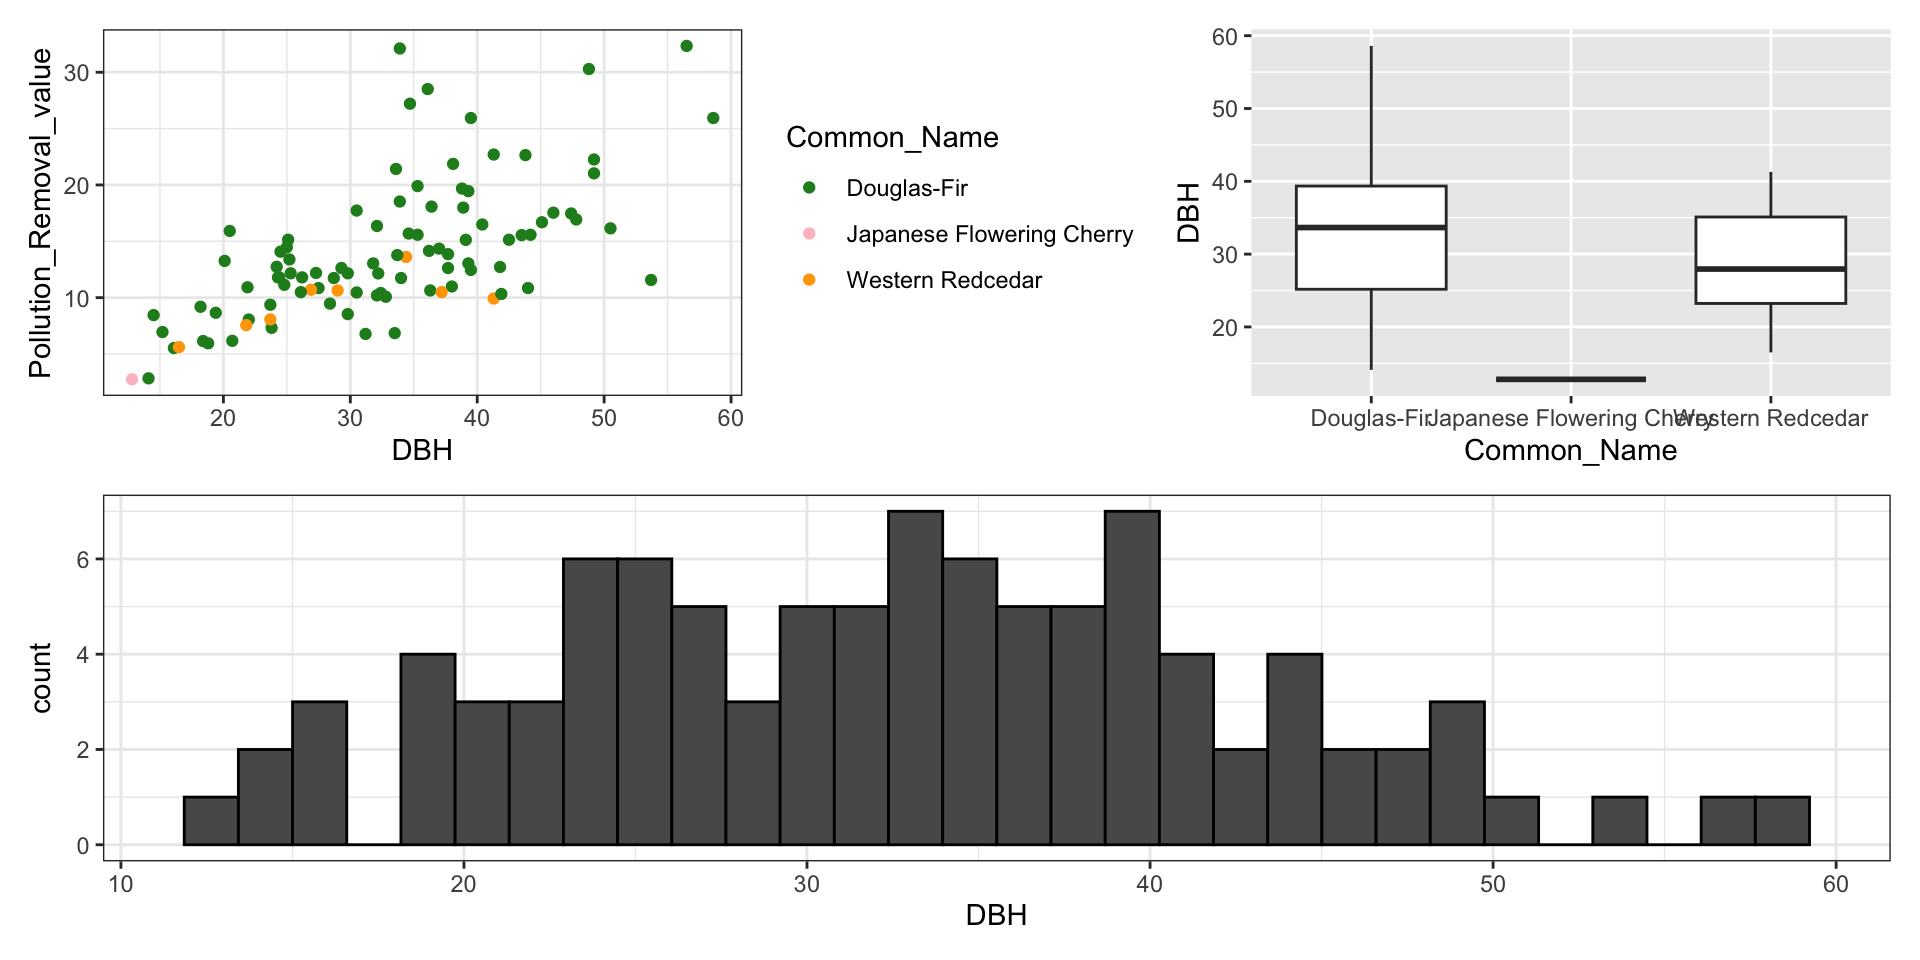 Pollution_Removal_value
30
20
10
20 30 40 50 60
DBH
Common_Name
Douglas-Fir
Japanese Flowering Cherry
Western Redcedar
DBH
60
50
40
30
20
Douglas-Fir Japanese Flowering Cherry Western Redcedar
Common_Name
count
6
4
2
0
10 20 30 40 50 60
DBH